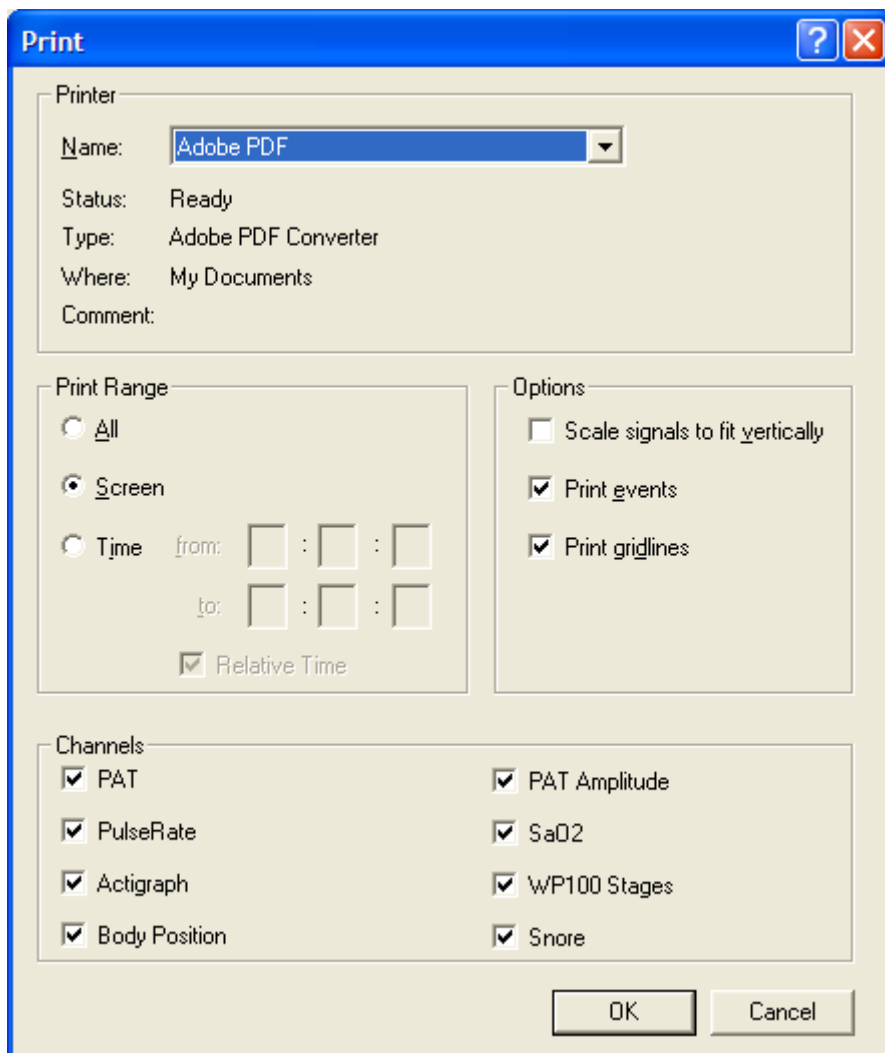 Print
Printer
Name: Adobe PDF
Status: Ready
Type: Adobe PDF Converter
Where: My Documents
Comment:
Print Range
All
Screen
Time from: : :
to: : :
Relative Time
Options
Scale signals to fit vertically
Print events
Print gridlines
Channels
PAT
PulseRate
Actigraph
Body Position
PAT Amplitude
SaO2
WP100 Stages
Snore
OK Cancel